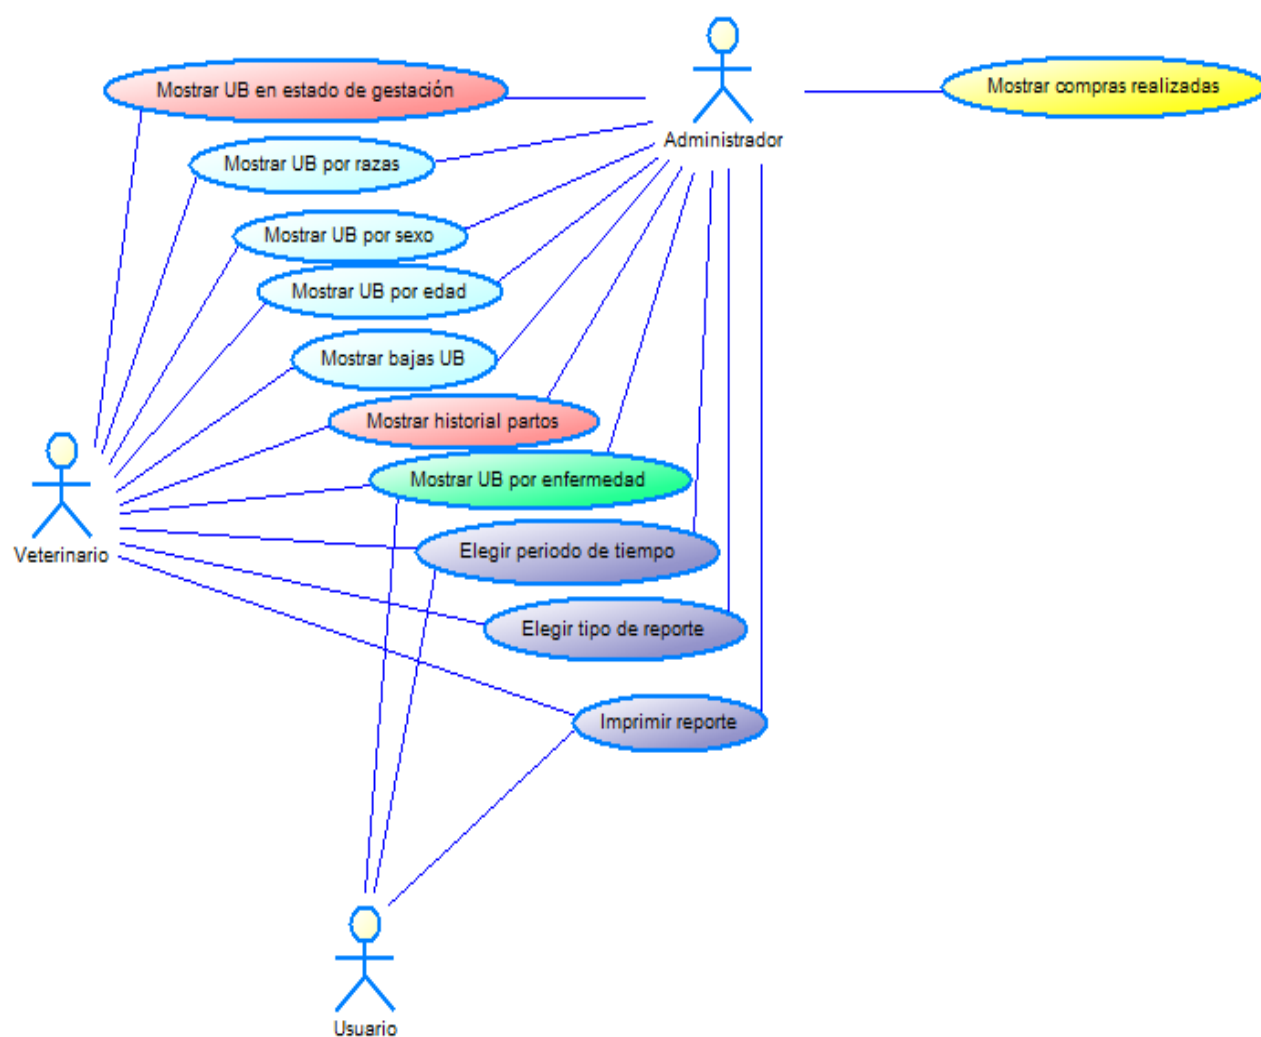 Mostrar UB en estado de gestación
Mostrar compras realizadas
Administrador
Mostrar UB por razas
Mostrar UB por sexo
Mostrar UB por edad
Mostrar bajas UB
Mostrar historial partos
Mostrar UB por enfermedad
Veterinario
Elegir periodo de tiempo
Elegir tipo de reporte
Imprimir reporte
Usuario